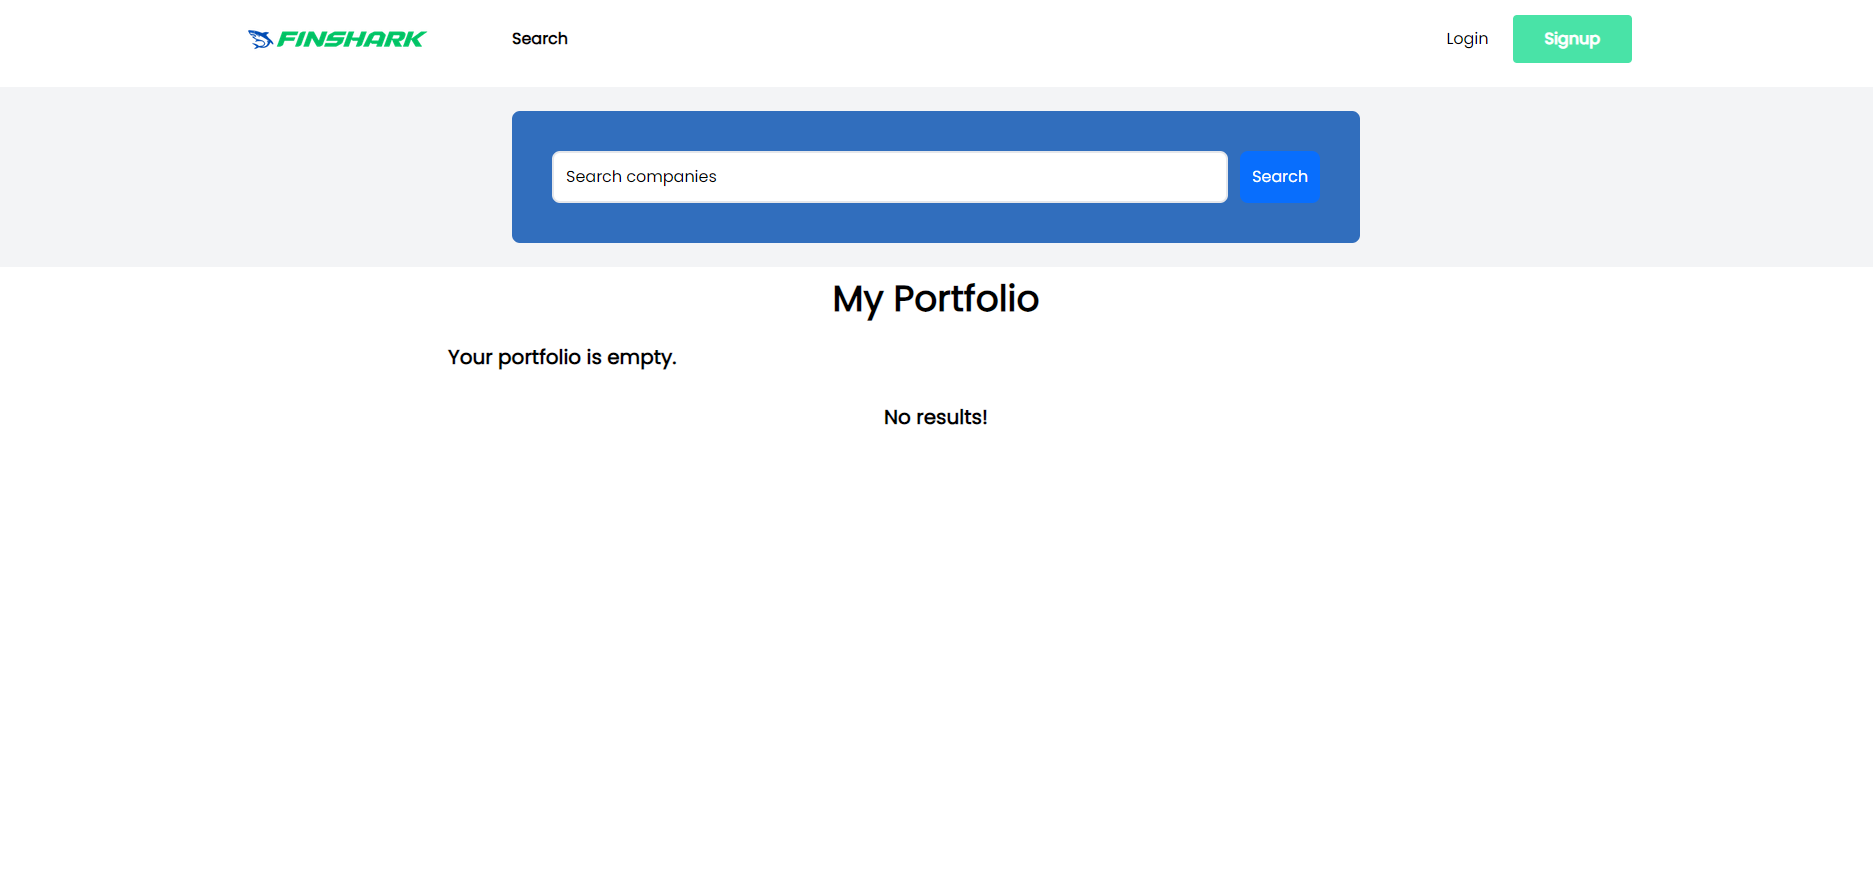 FINSHARK
Search
Login
Signup
Search companies
Search
My Portfolio
Your portfolio is empty.
No results!